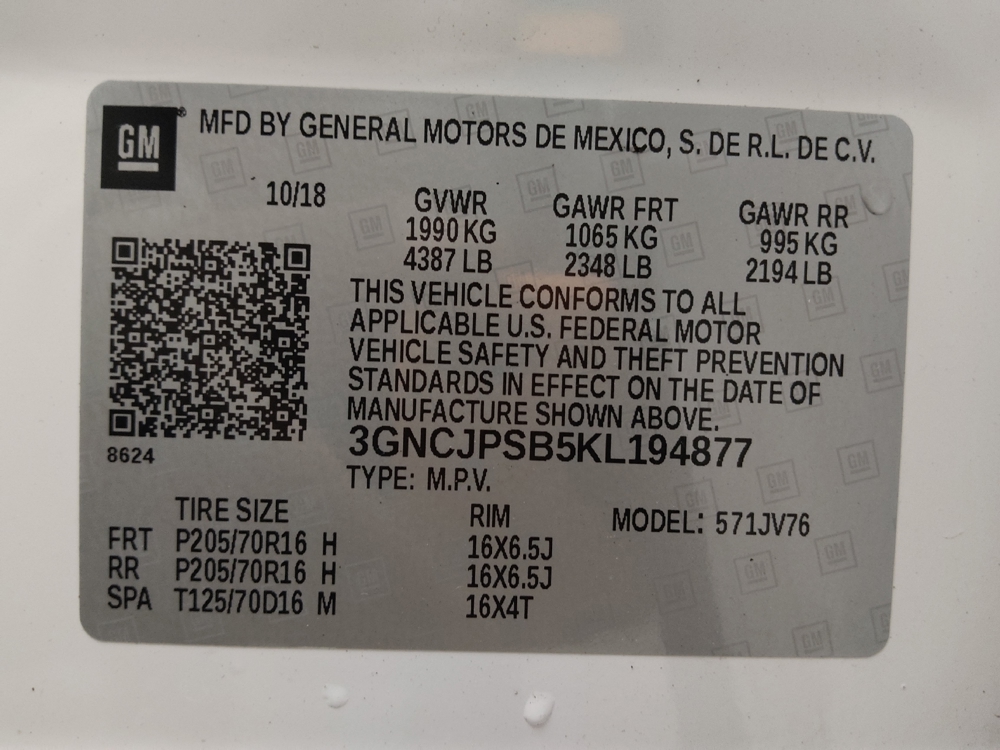 GM® MFD BY GENERAL MOTORS DE MEXICO, S. DE R.L. DE C.V.
10/18 GVWR GAWR FRT GAWR RR
1990 KG 1065 KG 995 KG
4387 LB 2348 LB 2194 LB
THIS VEHICLE CONFORMS TO ALL
APPLICABLE U.S. FEDERAL MOTOR
VEHICLE SAFETY AND THEFT PREVENTION
STANDARDS IN EFFECT ON THE DATE OF
MANUFACTURE SHOWN ABOVE.
3GNCJPSB5KL194877
8624
TYPE: M.P.V.
TIRE SIZE RIM MODEL: 571JV76
FRT P205/70R16 H 16X6.5J
RR P205/70R16 H 16X6.5J
SPA T125/70D16 M 16X4T